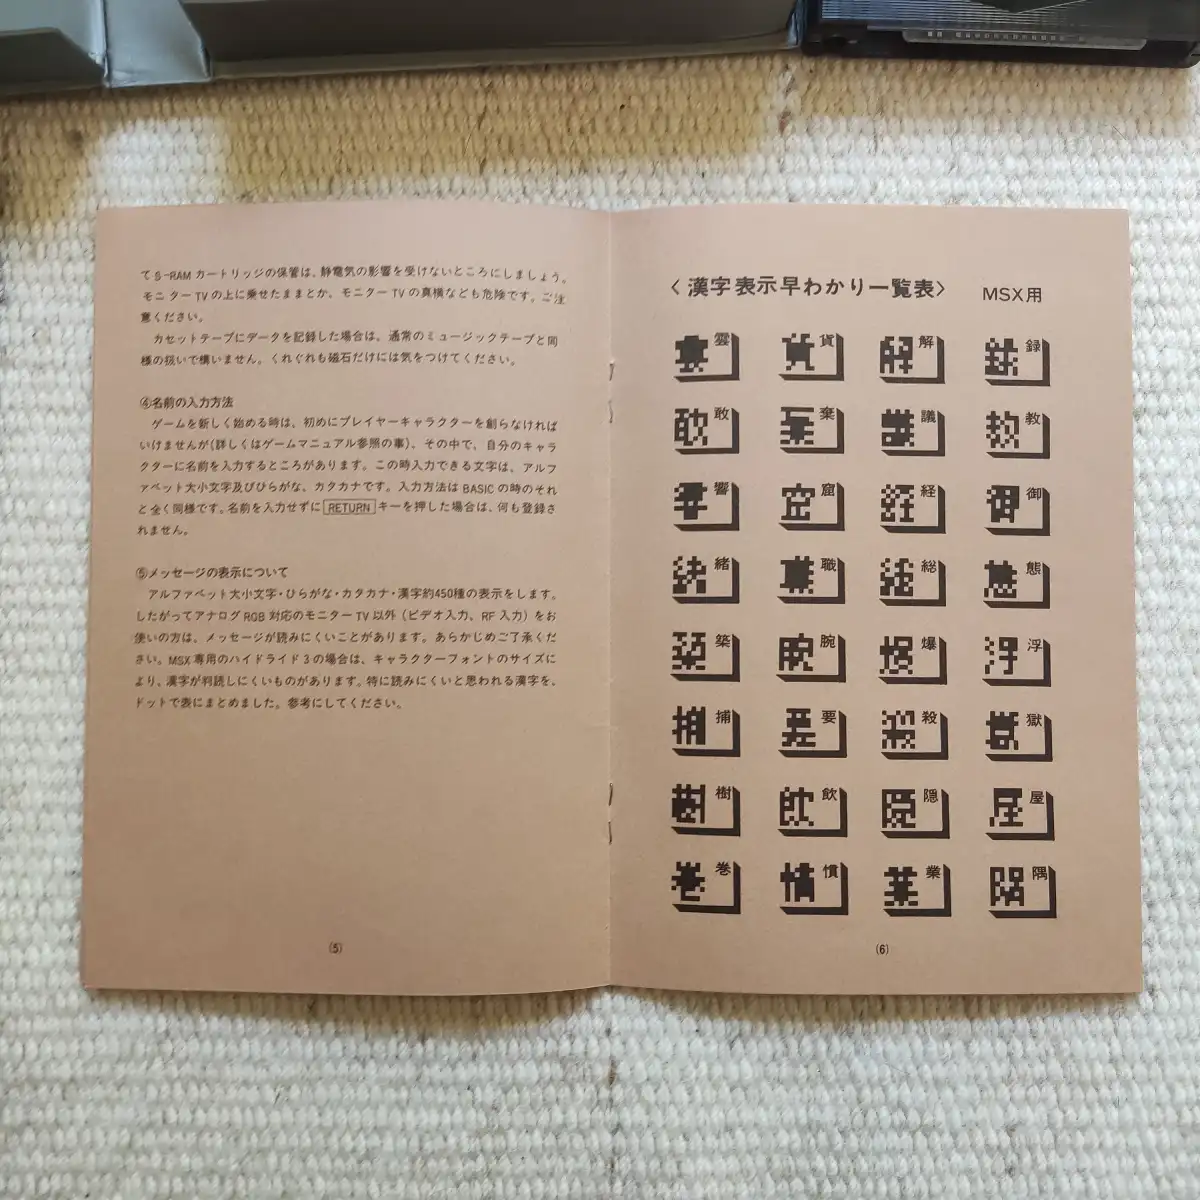 てS-RAMカートリッジの保管は、静電気の影響を受けないところにしましょう。
モニターTVの上に乗せたままとか、モニターTVの真横なども危険です。ご注
意ください。
カセットテープにデータを記録した場合は、通常のミュージックテープと同
様の扱いで構いません。くれぐれも磁石だけには気をつけてください。
④名前の入力方法
ゲームを新しく始める時は、初めにプレイヤーキャラクターを創らなければ
いけませんが(詳しくはゲームマニュアル参照の事)、その中で、自分のキャラ
クターに名前を入力するところがあります。この時入力できる文字は、アルフ
ァベット大小文字及びひらがな、カタカナです。入力方法はBASICの時のそれ
と全く同様です。名前を入力せずにRETURNキーを押した場合は、何も登録さ
れません。
⑤メッセージの表示について
アルファベット大小文字・ひらがな・カタカナ・漢字約450種の表示をします。
したがってアナログRGB対応のモニターTV以外（ビデオ入力、RF入力）をお
使いの方は、メッセージが読みにくいことがあります。あらかじめご了承くだ
さい。MSX専用のハイドライド3の場合は、キャラクターフォントのサイズに
より、漢字が判読しにくいものがあります。特に読みにくいと思われる漢字を、
ドットで表にまとめました。参考にしてください。
(5)
〈漢字表示早わかり一覧表〉 MSX用
雲 貨 解 録
敢 棄 議 教
響 窟 経 御
緒 職 総 態
築 腕 爆 浮
捕 要 殺 獄
樹 飲 隠 屋
巻 慣 業 隅
(6)